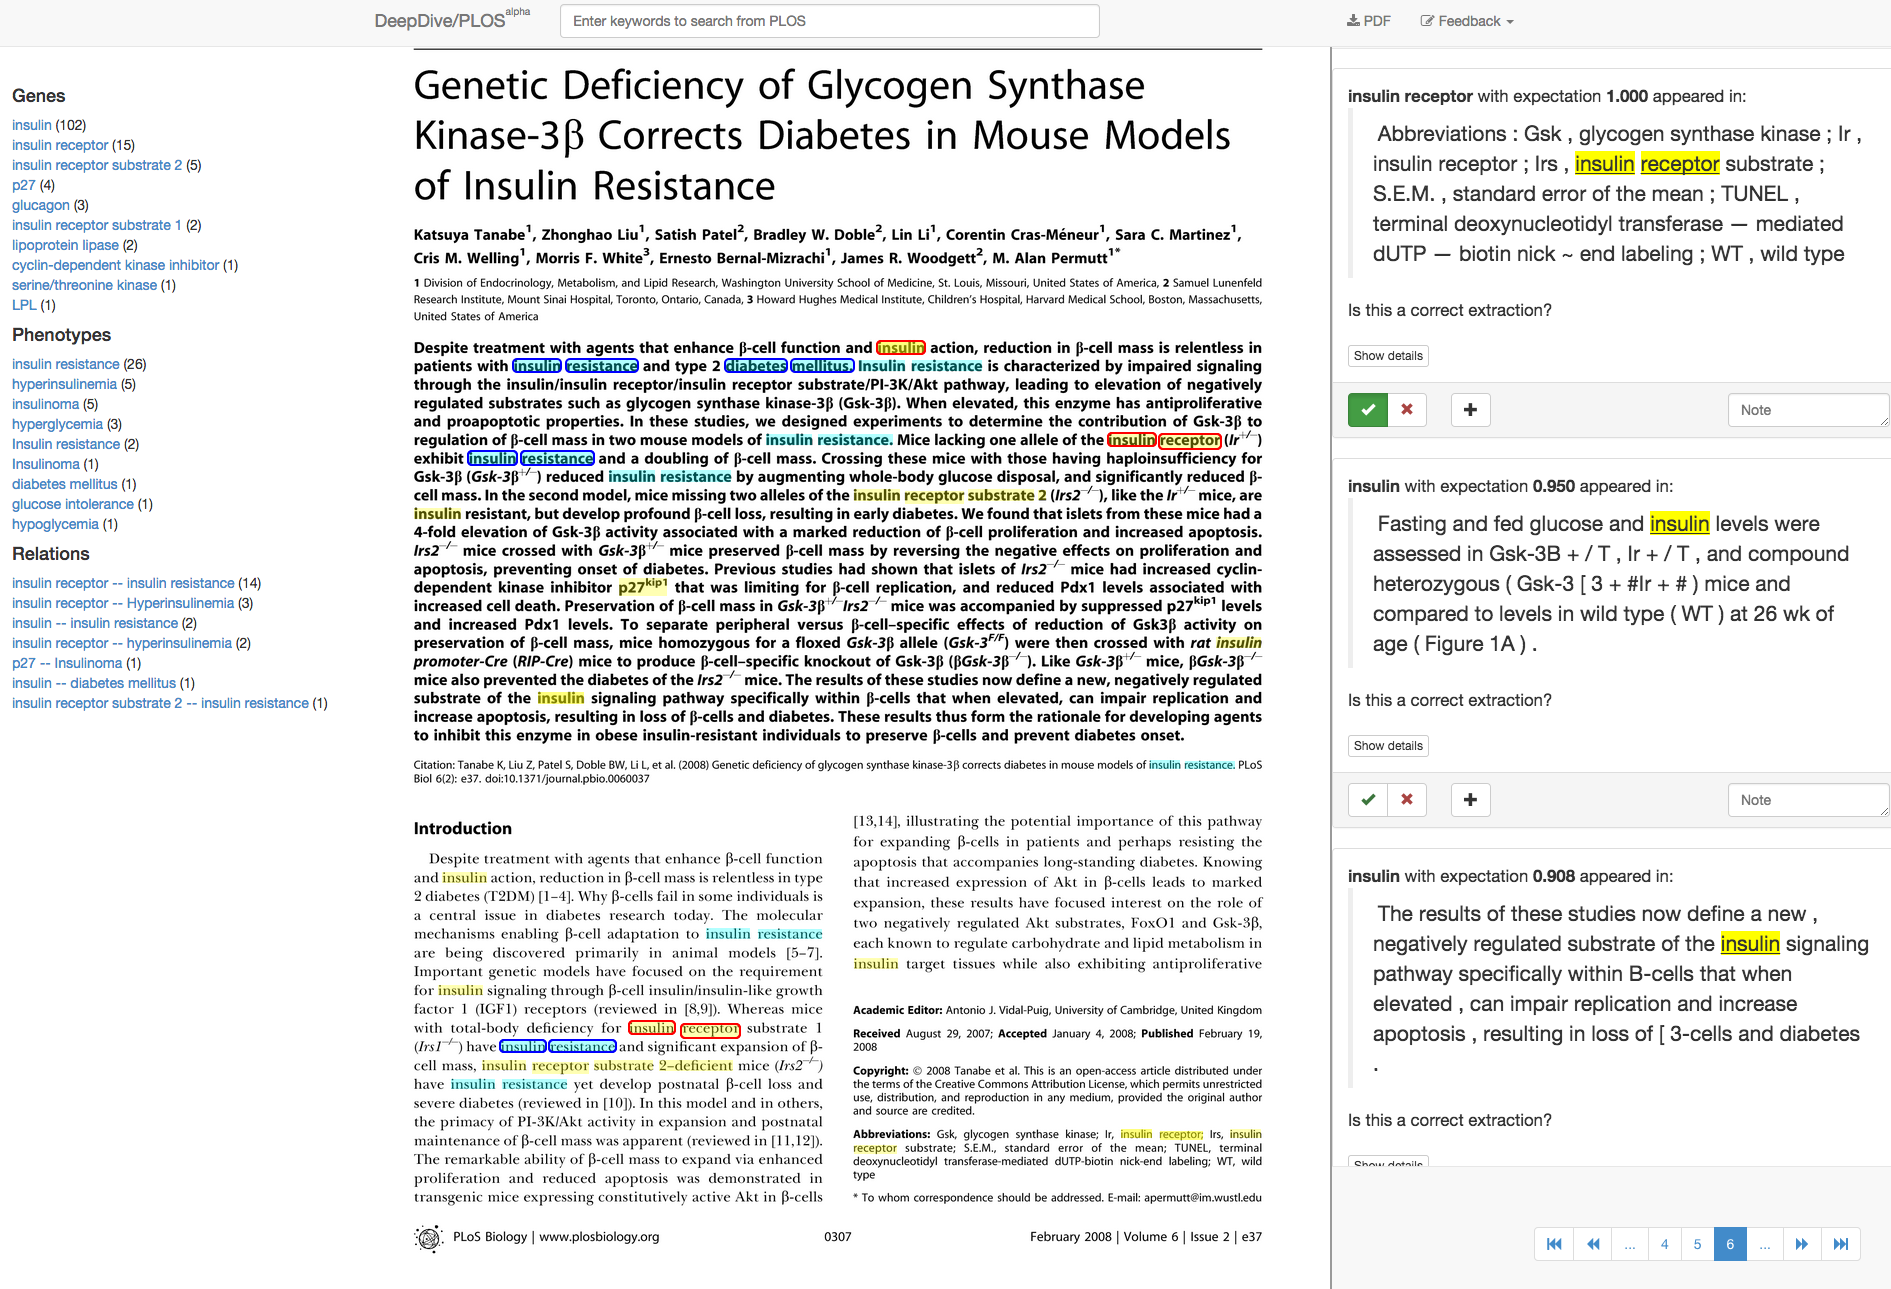 DeepDive/PLOS alpha
Enter keywords to search from PLOS
PDF
Feedback
Genes
insulin (102)
insulin receptor (15)
insulin receptor substrate 2 (5)
p27 (4)
glucagon (3)
insulin receptor substrate 1 (2)
lipoprotein lipase (2)
cyclin-dependent kinase inhibitor (1)
serine/threonine kinase (1)
LPL (1)
Phenotypes
insulin resistance (26)
hyperinsulinemia (5)
insulinoma (5)
hyperglycemia (3)
Insulin resistance (2)
Insulinoma (1)
diabetes mellitus (1)
glucose intolerance (1)
hypoglycemia (1)
Relations
insulin receptor -- insulin resistance (14)
insulin receptor -- Hyperinsulinemia (3)
insulin -- insulin resistance (2)
insulin receptor -- hyperinsulinemia (2)
p27 -- Insulinoma (1)
insulin -- diabetes mellitus (1)
insulin receptor substrate 2 -- insulin resistance (1)
Genetic Deficiency of Glycogen Synthase
Kinase-3β Corrects Diabetes in Mouse Models
of Insulin Resistance
Katsuya Tanabe1, Zhonghao Liu1, Satish Patel2, Bradley W. Doble2, Lin Li1, Corentin Cras-Méneur1, Sara C. Martinez1,
Cris M. Welling1, Morris F. White3, Ernesto Bernal-Mizrachi1, James R. Woodgett2, M. Alan Permutt1*
1 Division of Endocrinology, Metabolism, and Lipid Research, Washington University School of Medicine, St. Louis, Missouri, United States of America, 2 Samuel Lunenfeld
Research Institute, Mount Sinai Hospital, Toronto, Ontario, Canada, 3 Howard Hughes Medical Institute, Children's Hospital, Harvard Medical School, Boston, Massachusetts,
United States of America
Despite treatment with agents that enhance β-cell function and insulin action, reduction in β-cell mass is relentless in
patients with insulin resistance and type 2 diabetes mellitus. Insulin resistance is characterized by impaired signaling
through the insulin/insulin receptor/insulin receptor substrate/PI-3K/Akt pathway, leading to elevation of negatively
regulated substrates such as glycogen synthase kinase-3β (Gsk-3β). When elevated, this enzyme has antiproliferative
and proapoptotic properties. In these studies, we designed experiments to determine the contribution of Gsk-3β to
regulation of β-cell mass in two mouse models of insulin resistance. Mice lacking one allele of the insulin receptor (Ir+/−)
exhibit insulin resistance and a doubling of β-cell mass. Crossing these mice with those having haploinsufficiency for
Gsk-3β (Gsk-3β+/−) reduced insulin resistance by augmenting whole-body glucose disposal, and significantly reduced β-
cell mass. In the second model, mice missing two alleles of the insulin receptor substrate 2 (Irs2−/−), like the Ir+/− mice, are
insulin resistant, but develop profound β-cell loss, resulting in early diabetes. We found that islets from these mice had a
4-fold elevation of Gsk-3β activity associated with a marked reduction of β-cell proliferation and increased apoptosis.
Irs2−/− mice crossed with Gsk-3β+/− mice preserved β-cell mass by reversing the negative effects on proliferation and
apoptosis, preventing onset of diabetes. Previous studies had shown that islets of Irs2−/− mice had increased cyclin-
dependent kinase inhibitor p27kip1 that was limiting for β-cell replication, and reduced Pdx1 levels associated with
increased cell death. Preservation of β-cell mass in Gsk-3β+/−Irs2−/− mice was accompanied by suppressed p27kip1 levels
and increased Pdx1 levels. To separate peripheral versus β-cell–specific effects of reduction of Gsk3β activity on
preservation of β-cell mass, mice homozygous for a floxed Gsk-3β allele (Gsk-3F/F) were then crossed with rat insulin
promoter-Cre (RIP-Cre) mice to produce β-cell–specific knockout of Gsk-3β (βGsk-3β−/−). Like Gsk-3β+/− mice, βGsk-3β−/−
mice also prevented the diabetes of the Irs2−/− mice. The results of these studies now define a new, negatively regulated
substrate of the insulin signaling pathway specifically within β-cells that when elevated, can impair replication and
increase apoptosis, resulting in loss of β-cells and diabetes. These results thus form the rationale for developing agents
to inhibit this enzyme in obese insulin-resistant individuals to preserve β-cells and prevent diabetes onset.
Citation: Tanabe K, Liu Z, Patel S, Doble BW, Li L, et al. (2008) Genetic deficiency of glycogen synthase kinase-3β corrects diabetes in mouse models of insulin resistance. PLoS
Biol 6(2): e37. doi:10.1371/journal.pbio.0060037
Introduction
Despite treatment with agents that enhance β-cell function
and insulin action, reduction in β-cell mass is relentless in type
2 diabetes (T2DM) [1–4]. Why β-cells fail in some individuals is
a central issue in diabetes research today. The molecular
mechanisms enabling β-cell adaptation to insulin resistance
are being discovered primarily in animal models [5–7].
Important genetic models have focused on the requirement
for insulin signaling through β-cell insulin/insulin-like growth
factor 1 (IGF1) receptors (reviewed in [8,9]). Whereas mice
with total-body deficiency for insulin receptor substrate 1
(Irs1−/−) have insulin resistance and significant expansion of β-
cell mass, insulin receptor substrate 2–deficient mice (Irs2−/−)
have insulin resistance yet develop postnatal β-cell loss and
severe diabetes (reviewed in [10]). In this model and in others,
the primacy of PI-3K/Akt activity in expansion and postnatal
maintenance of β-cell mass was apparent (reviewed in [11,12]).
The remarkable ability of β-cell mass to expand via enhanced
proliferation and reduced apoptosis was demonstrated in
transgenic mice expressing constitutively active Akt in β-cells
[13,14], illustrating the potential importance of this pathway
for expanding β-cells in patients and perhaps resisting the
apoptosis that accompanies long-standing diabetes. Knowing
that increased expression of Akt in β-cells leads to marked
expansion, these results have focused interest on the role of
two negatively regulated Akt substrates, FoxO1 and Gsk-3β,
each known to regulate carbohydrate and lipid metabolism in
insulin target tissues while also exhibiting antiproliferative
Academic Editor: Antonio J. Vidal-Puig, University of Cambridge, United Kingdom
Received August 29, 2007; Accepted January 4, 2008; Published February 19,
2008
Copyright: © 2008 Tanabe et al. This is an open-access article distributed under
the terms of the Creative Commons Attribution License, which permits unrestricted
use, distribution, and reproduction in any medium, provided the original author
and source are credited.
Abbreviations: Gsk, glycogen synthase kinase; Ir, insulin receptor; Irs, insulin
receptor substrate; S.E.M., standard error of the mean; TUNEL, terminal
deoxynucleotidyl transferase-mediated dUTP-biotin nick-end labeling; WT, wild
type
* To whom correspondence should be addressed. E-mail: apermutt@im.wustl.edu
PLoS Biology | www.plosbiology.org
0307
February 2008 | Volume 6 | Issue 2 | e37
insulin receptor with expectation 1.000 appeared in:
Abbreviations : Gsk , glycogen synthase kinase ; Ir ,
insulin receptor ; Irs , insulin receptor substrate ;
S.E.M. , standard error of the mean ; TUNEL ,
terminal deoxynucleotidyl transferase — mediated
dUTP — biotin nick ~ end labeling ; WT , wild type
Is this a correct extraction?
Show details
Note
insulin with expectation 0.950 appeared in:
Fasting and fed glucose and insulin levels were
assessed in Gsk-3B + / T , Ir + / T , and compound
heterozygous ( Gsk-3 [ 3 + #Ir + # ) mice and
compared to levels in wild type ( WT ) at 26 wk of
age ( Figure 1A ) .
Is this a correct extraction?
Show details
Note
insulin with expectation 0.908 appeared in:
The results of these studies now define a new ,
negatively regulated substrate of the insulin signaling
pathway specifically within B-cells that when
elevated , can impair replication and increase
apoptosis , resulting in loss of [ 3-cells and diabetes
.
Is this a correct extraction?
Show details
... 4 5 6 ...